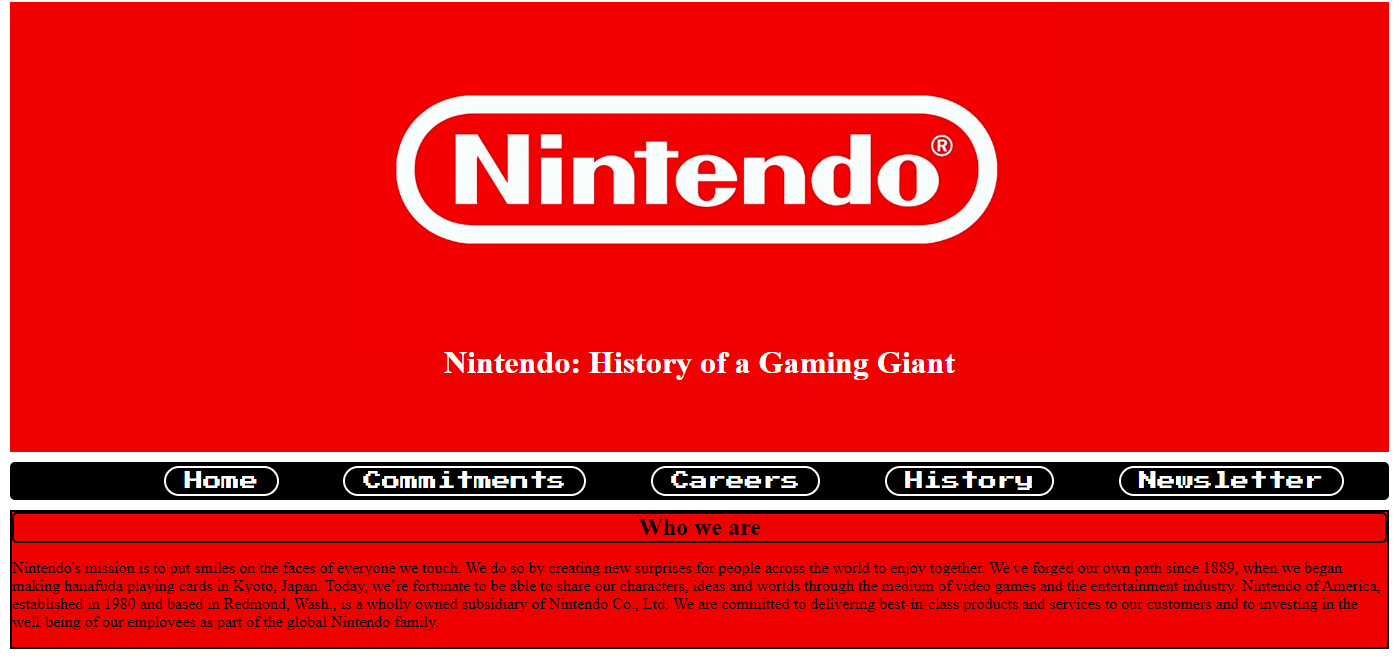 Nintendo®
Nintendo: History of a Gaming Giant
Home Commitments Careers History Newsletter
Who we are
Nintendo's mission is to put smiles on the faces of everyone we touch. We do so by creating new surprises for people across the world to enjoy together. We've forged our own path since 1889, when we began
making hanafuda playing cards in Kyoto, Japan. Today, we’re fortunate to be able to share our characters, ideas and worlds through the medium of video games and the entertainment industry. Nintendo of America,
established in 1980 and based in Redmond, Wash., is a wholly owned subsidiary of Nintendo Co., Ltd. We are committed to delivering best-in-class products and services to our customers and to investing in the
well-being of our employees as part of the global Nintendo family.